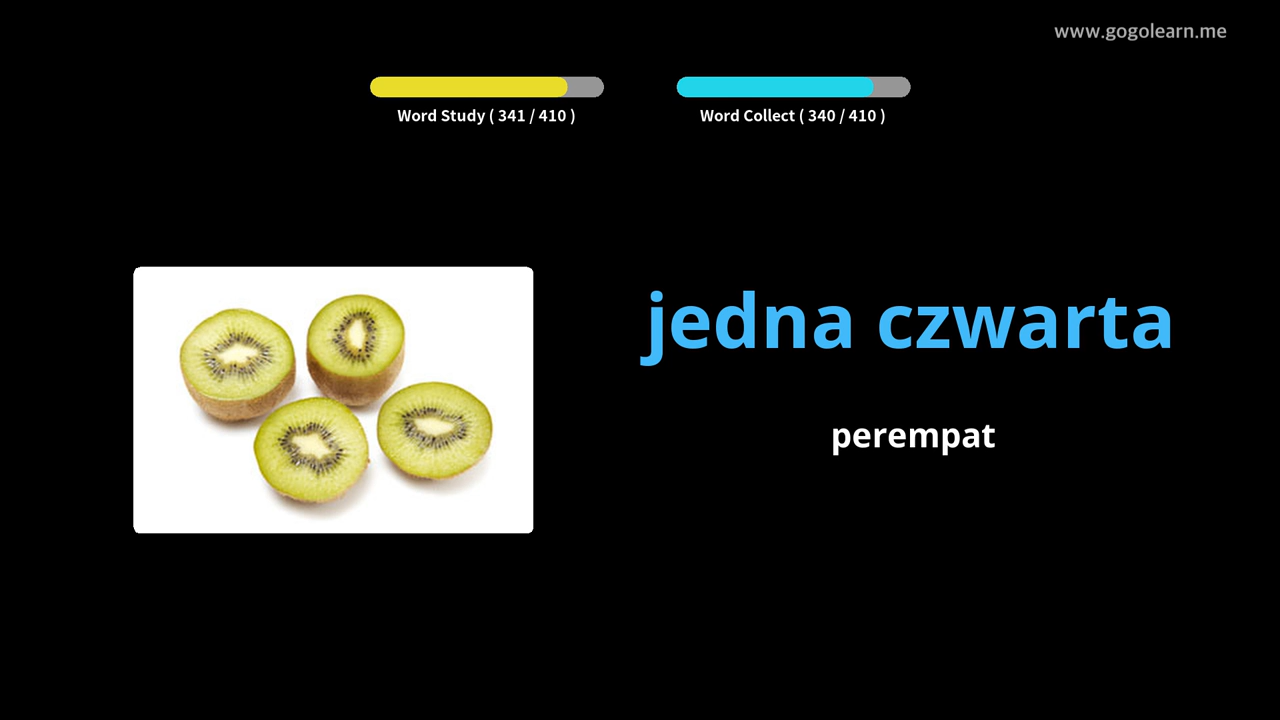 www.gogolearn.me
Word Study ( 341 / 410 )
Word Collect ( 340 / 410 )
jedna czwarta
perempat